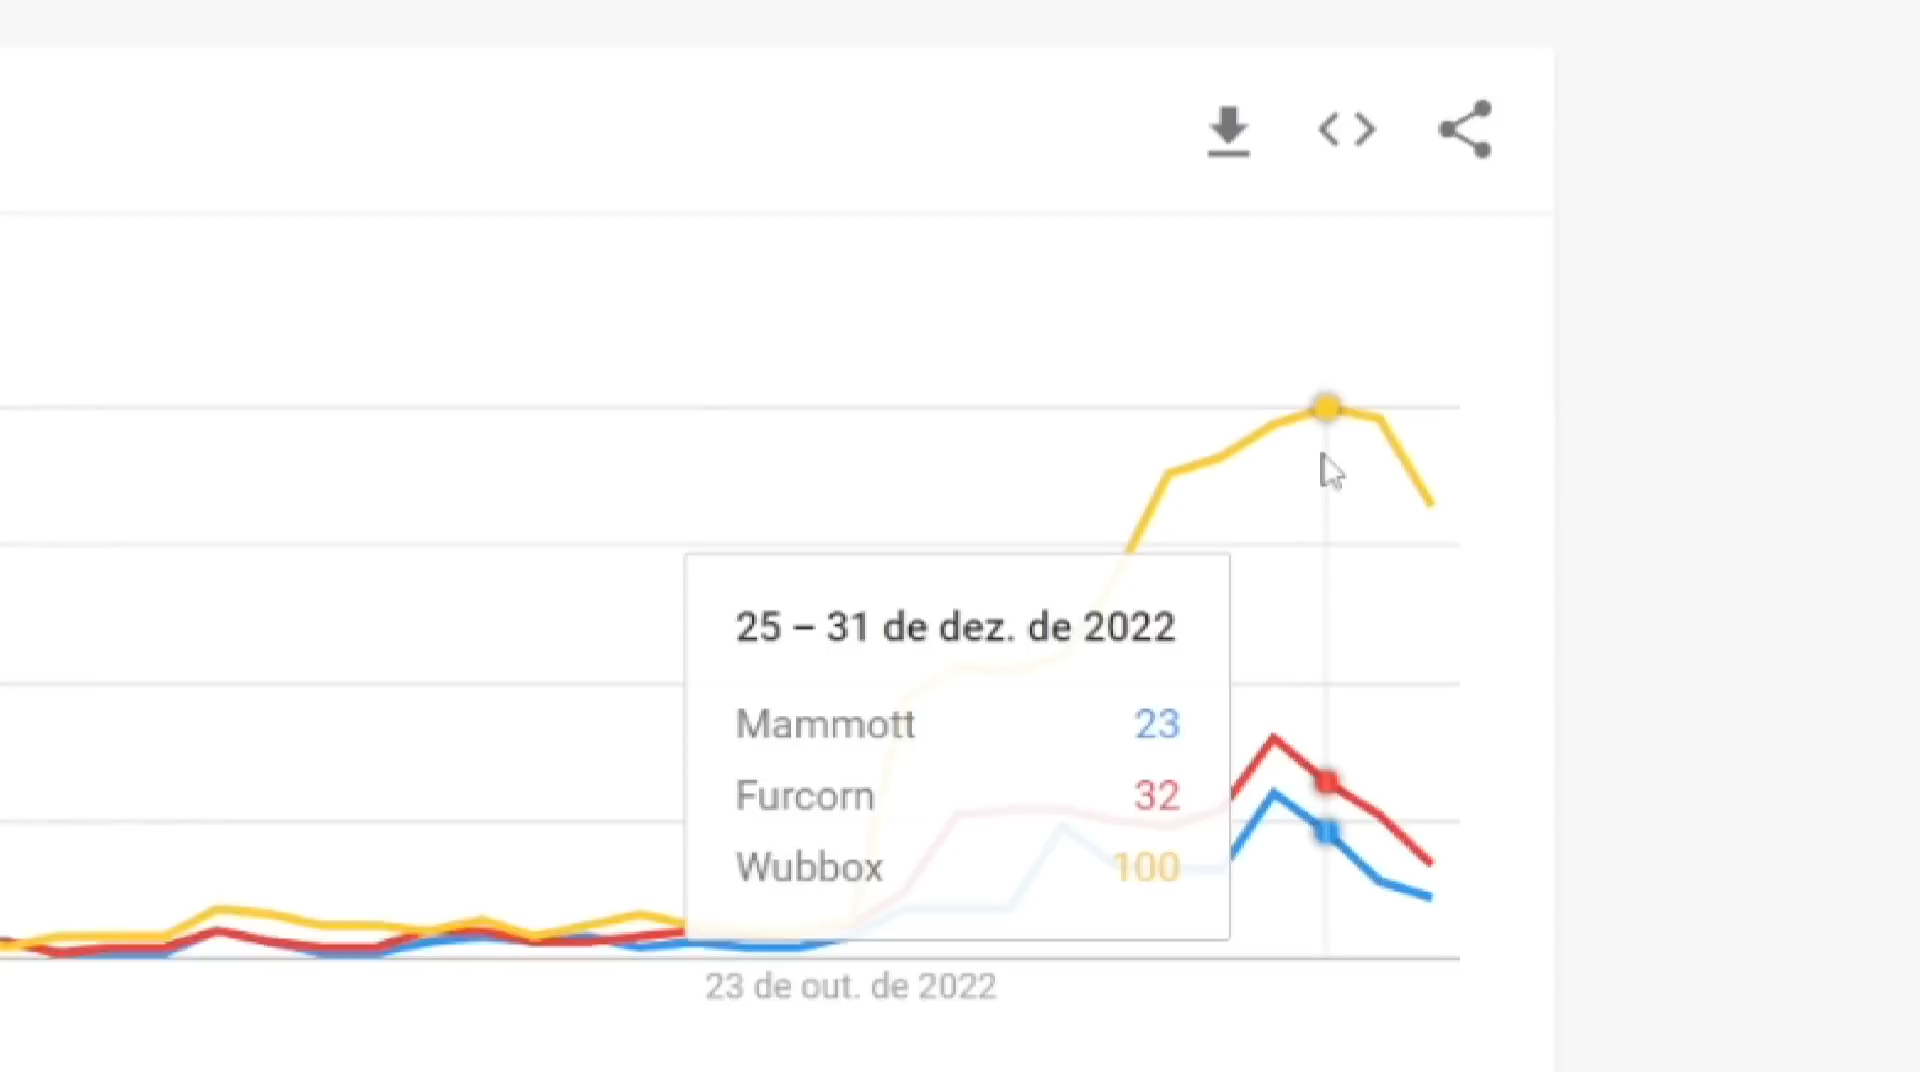 25 – 31 de dez. de 2022
Mammott 23
Furcorn 32
Wubbox 100
23 de out. de 2022